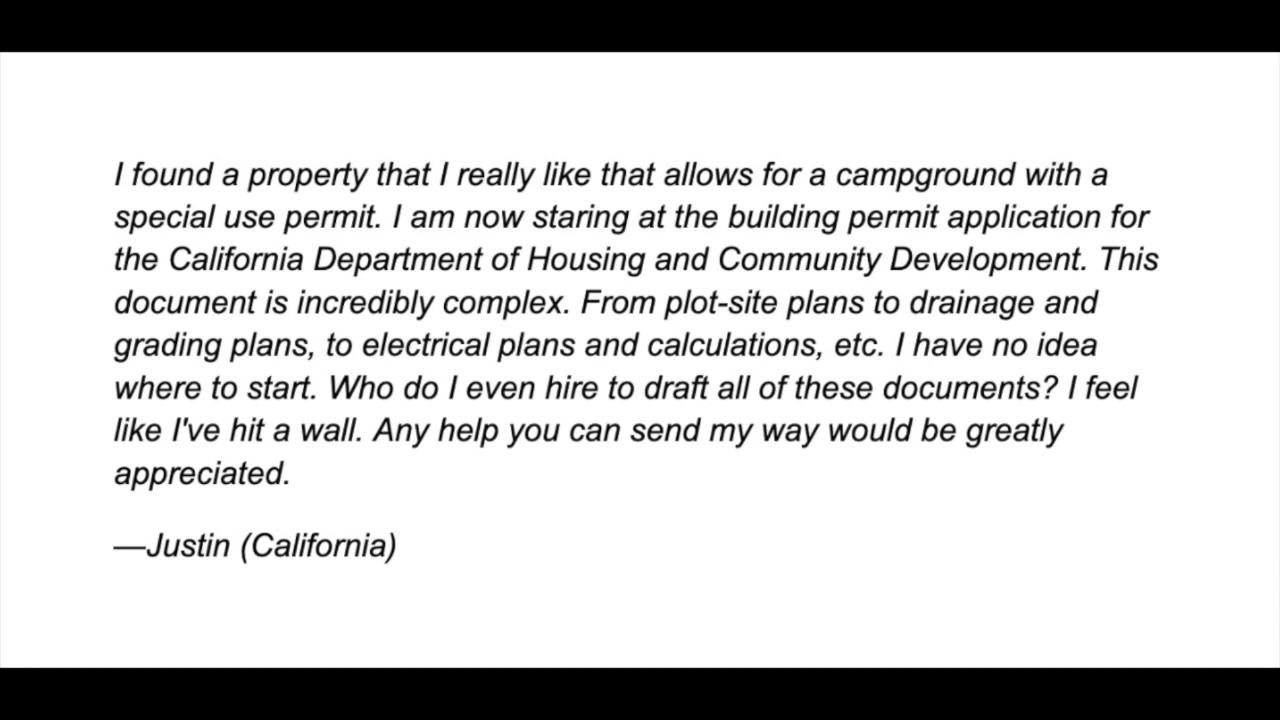 I found a property that I really like that allows for a campground with a
special use permit. I am now staring at the building permit application for
the California Department of Housing and Community Development. This
document is incredibly complex. From plot-site plans to drainage and
grading plans, to electrical plans and calculations, etc. I have no idea
where to start. Who do I even hire to draft all of these documents? I feel
like I've hit a wall. Any help you can send my way would be greatly
appreciated.
—Justin (California)